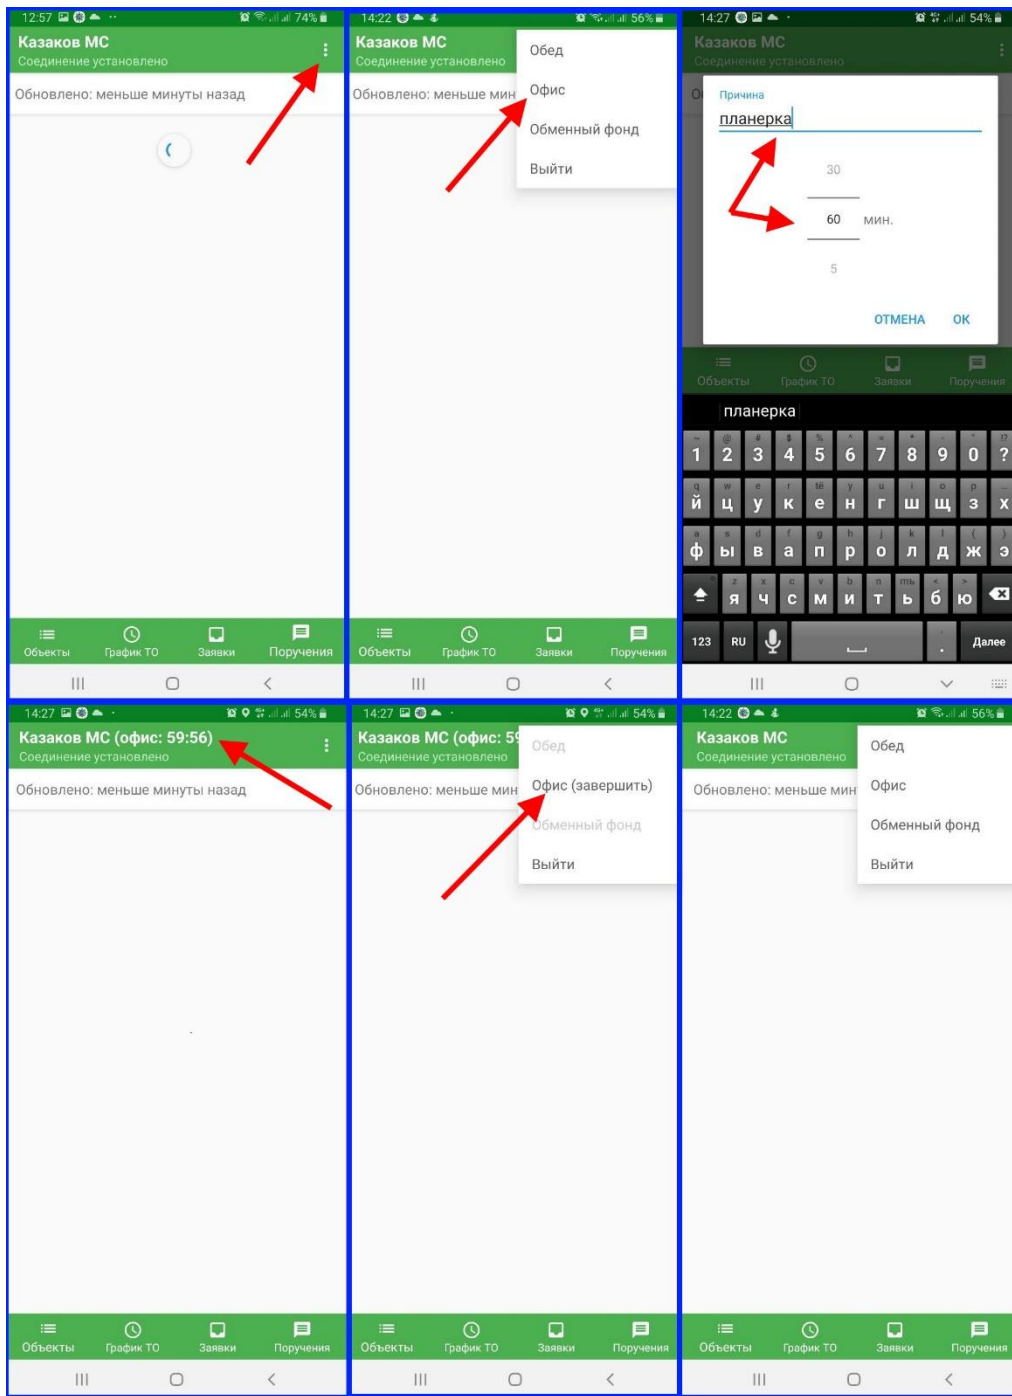 12:57
74%
Казаков МС
Соединение установлено
Обновлено: меньше минуты назад
Объекты
График ТО
Заявки
Поручения
14:22
56%
Казаков МС
Соединение установлено
Обновлено: меньше мин
Обед
Офис
Обменный фонд
Выйти
Объекты
График ТО
Заявки
Поручения
14:27
54%
Казаков МС
Соединение установлено
Причина
планерка
30
60 мин.
5
ОТМЕНА ОК
Объекты
График ТО
Заявки
Поручения
планерка
1 2 3 4 5 6 7 8 9 0 ?
й ц у к е н г ш щ з х
ф ы в а п р о л д ж э
я ч с м и т ь б ю
123 RU . Далее
14:27
54%
Казаков МС (офис: 59:56)
Соединение установлено
Обновлено: меньше минуты назад
Объекты
График ТО
Заявки
Поручения
14:27
54%
Казаков МС (офис: 59
Соединение установлено
Обновлено: меньше мин
Обед
Офис (завершить)
Обменный фонд
Выйти
Объекты
График ТО
Заявки
Поручения
14:22
56%
Казаков МС
Соединение установлено
Обновлено: меньше мин
Обед
Офис
Обменный фонд
Выйти
Объекты
График ТО
Заявки
Поручения